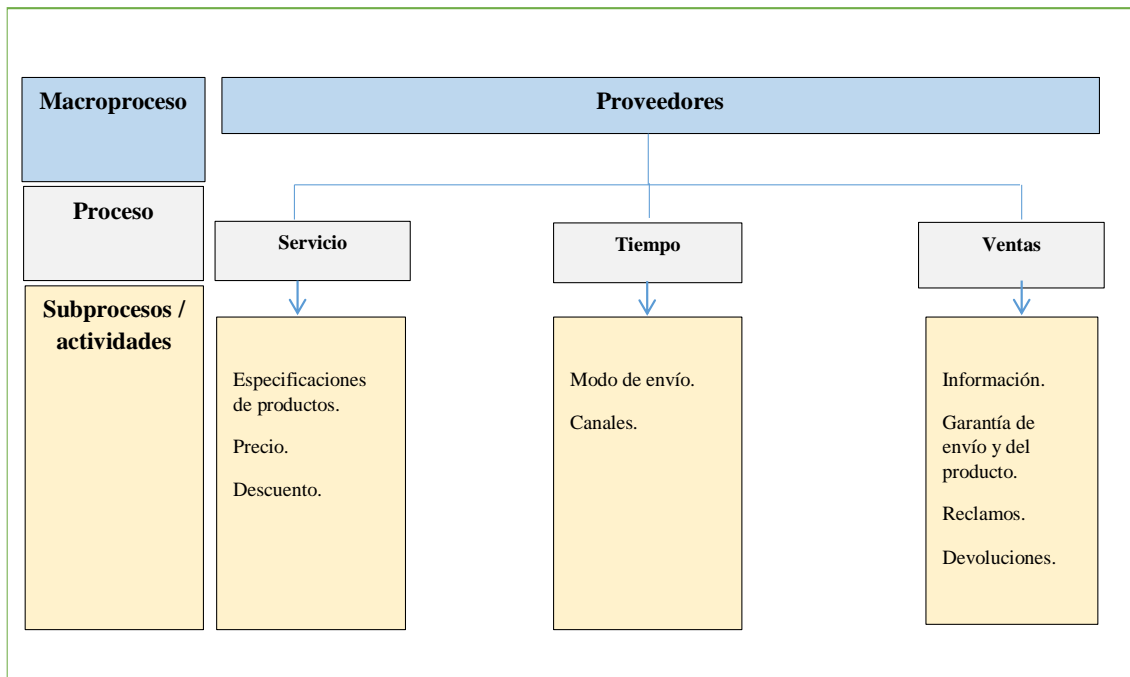 Macroproceso
Proveedores
Proceso
Servicio
Tiempo
Ventas
Subprocesos /
actividades
Especificaciones
de productos.
Precio.
Descuento.
Modo de envío.
Canales.
Información.
Garantía de
envío y del
producto.
Reclamos.
Devoluciones.